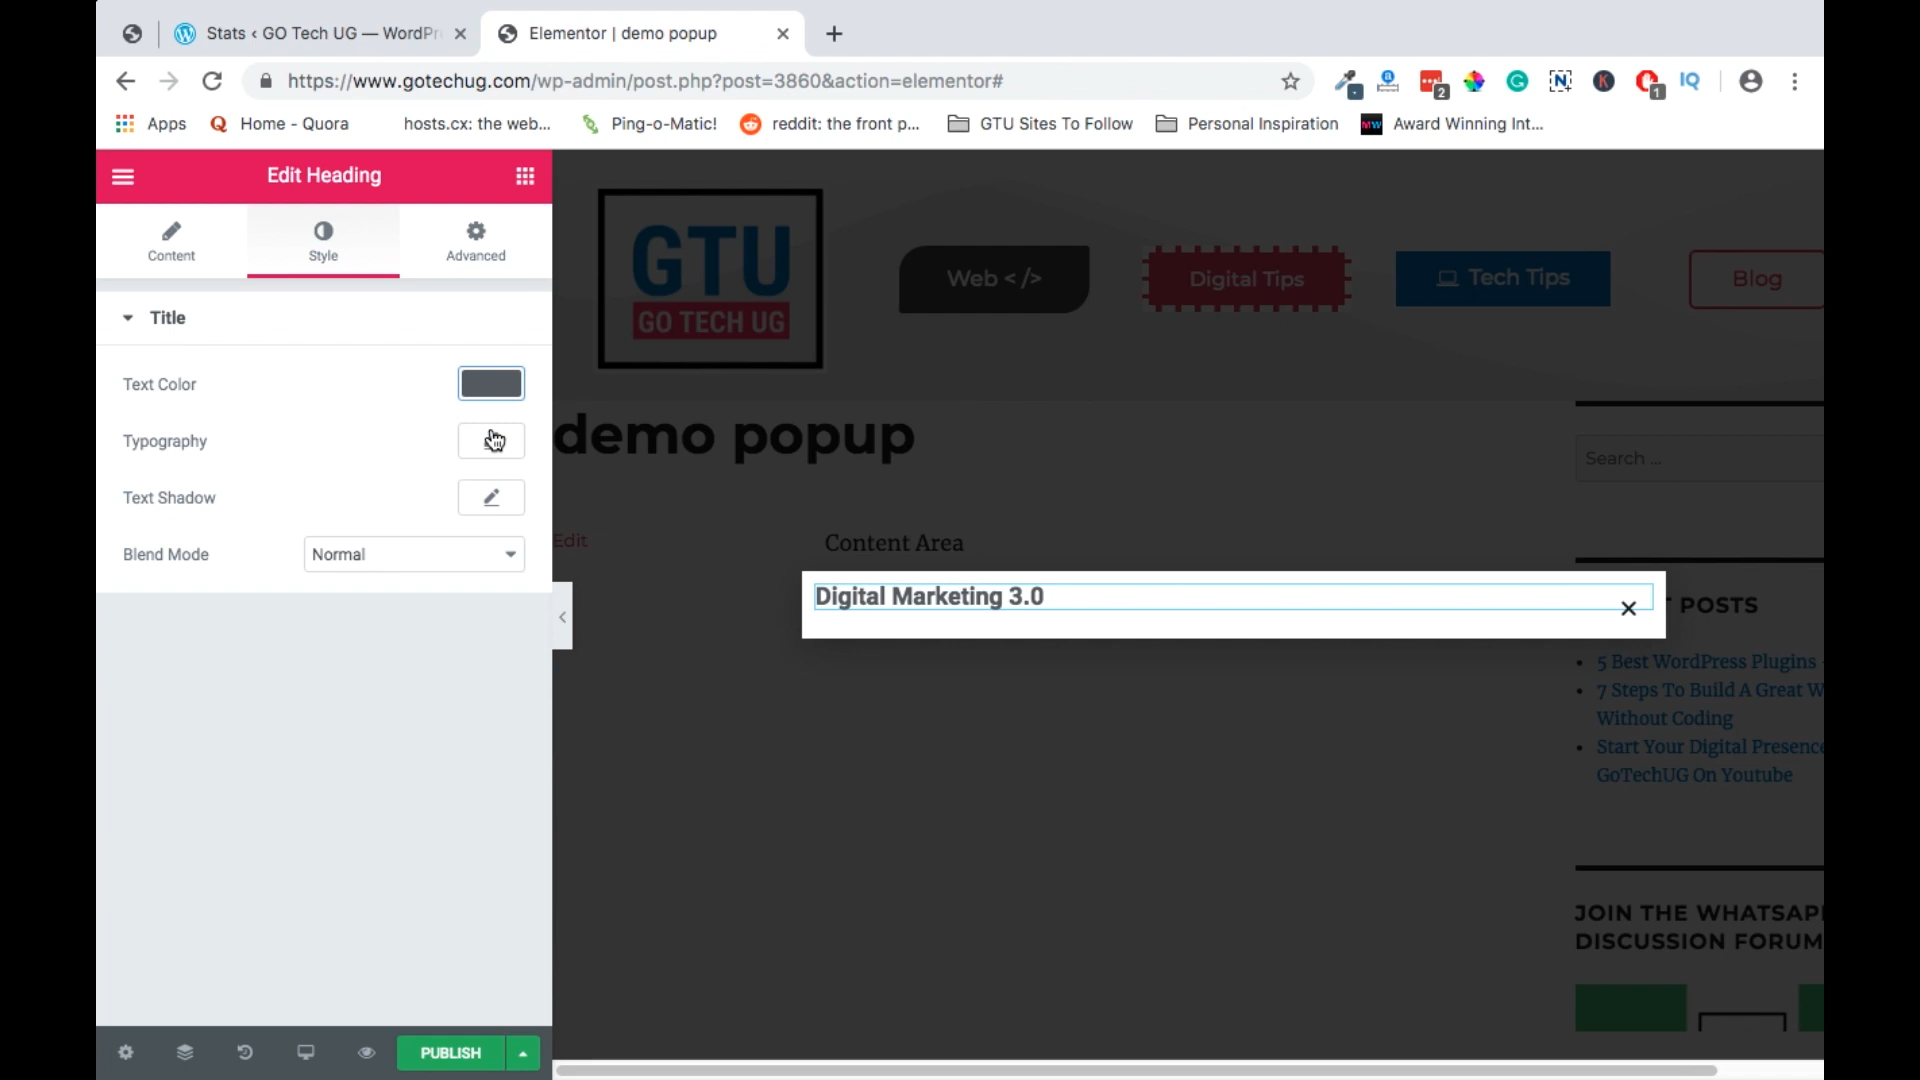 Stats ‹ GO Tech UG — WordPr
Elementor | demo popup
https://www.gotechug.com/wp-admin/post.php?post=3860&action=elementor#
2
1
IQ
Apps
Home - Quora
hosts.cx: the web...
Ping-o-Matic!
reddit: the front p...
GTU Sites To Follow
Personal Inspiration
Award Winning Int...
Edit Heading
Content
Style
Advanced
Title
Text Color
Typography
Text Shadow
Blend Mode
Normal
PUBLISH
GTU
GO TECH UG
Web </>
Digital Tips
Tech Tips
Blog
demo popup
Search ...
Edit
Content Area
Digital Marketing 3.0
POSTS
5 Best WordPress Plugins
7 Steps To Build A Great W
Without Coding
Start Your Digital Presence
GoTechUG On Youtube
JOIN THE WHATSAP
DISCUSSION FORUM